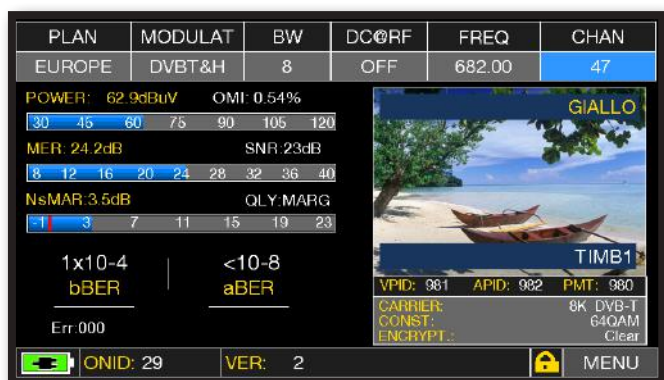 PLAN MODULAT BW DC@RF FREQ CHAN
EUROPE DVBT&H 8 OFF 682.00 47
POWER: 62.9dBuV OMI: 0.54%
30 45 60 75 90 105 120
MER: 24.2dB SNR:23dB
8 12 16 20 24 28 32 36 40
NsMAR:3.5dB QLY:MARG
-1 3 7 11 15 19 23
1x10-4 <10-8
bBER aBER
Err:000
GIALLO
TIMB1
VPID: 981 APID: 982 PMT: 980
CARRIER: 8K DVB-T
CONST: 64QAM
ENCRYPT.: Clear
ONID: 29 VER: 2 MENU